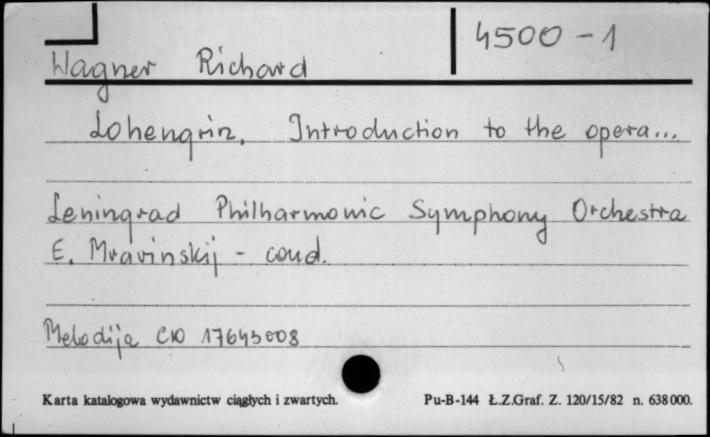 4500-1
Wagner Richard
Lohengrin. Introduction to the opera...
Leningrad Philharmonic Symphony Orchestra
E. Mravinskij - cond.
Melodija C10 17643008
Karta katalogowa wydawnictw ciągłych i zwartych. Pu-B-144 Ł.Z.Graf. Z. 120/15/82 n. 638000.